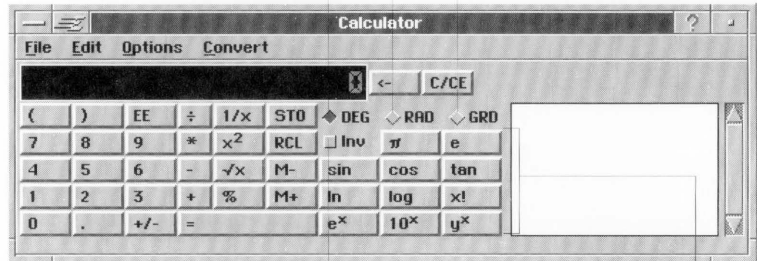 Calculator ?
File Edit Options Convert
0 <- C/CE
( ) EE ÷ 1/x STO DEG RAD GRD
7 8 9 * x² RCL Inv π e
4 5 6 - √x M- sin cos tan
1 2 3 + % M+ ln log x!
0 . +/- = eˣ 10ˣ yˣ